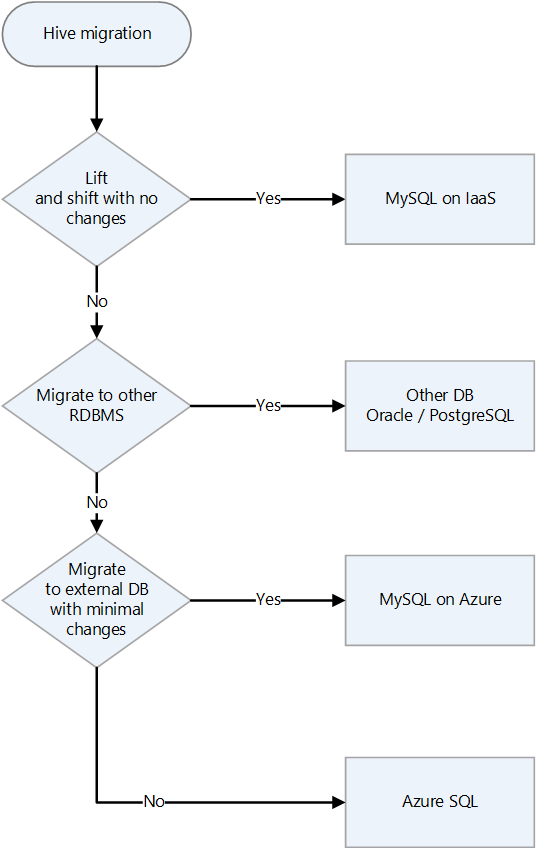 Hive migration
Lift
and shift with no
changes
Yes
MySQL on IaaS
No
Migrate to other
RDBMS
Yes
Other DB
Oracle / PostgreSQL
No
Migrate
to external DB
with minimal
changes
Yes
MySQL on Azure
No
Azure SQL